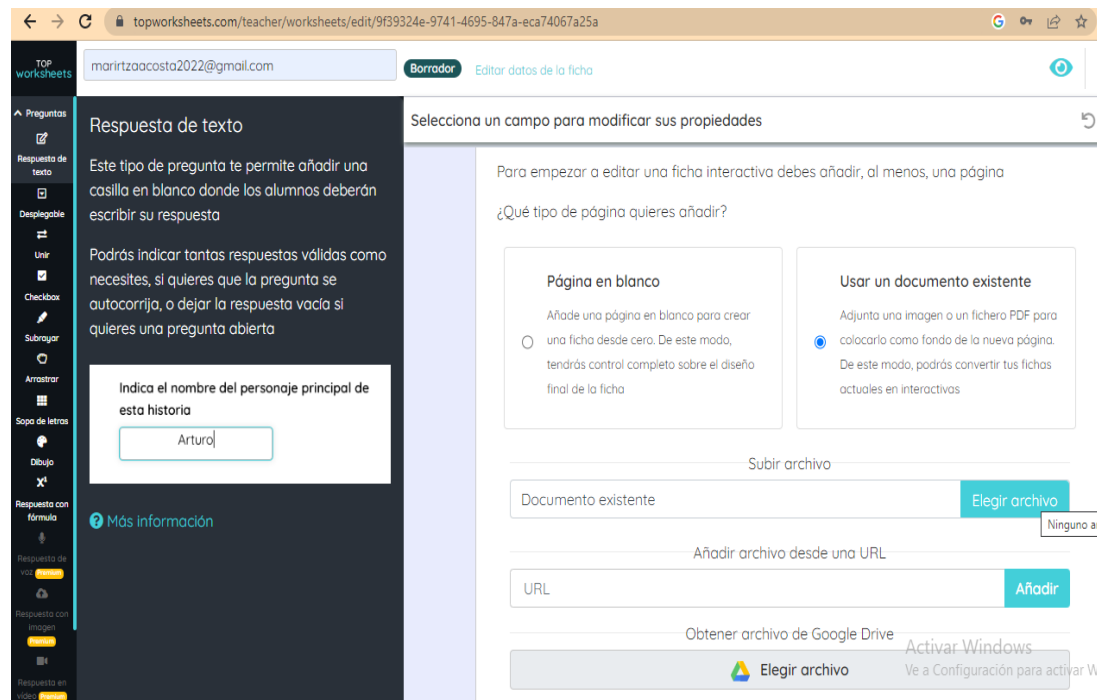 topworksheets.com/teacher/worksheets/edit/9f39324e-9741-4695-847a-eca74067a25a
TOP
worksheets
marirtzaacosta2022@gmail.com
Borrador
Editar datos de la ficha
Preguntas
Respuesta de
texto
Desplegable
Unir
Checkbox
Subrayar
Arrastrar
Sopa de letras
Dibujo
X¹
Respuesta con
fórmula
Respuesta de
voz Premium
Respuesta con
imagen
Premium
Respuesta en
vídeo Premium
Respuesta de texto
Este tipo de pregunta te permite añadir una
casilla en blanco donde los alumnos deberán
escribir su respuesta
Podrás indicar tantas respuestas válidas como
necesites, si quieres que la pregunta se
autocorrija, o dejar la respuesta vacía si
quieres una pregunta abierta
Indica el nombre del personaje principal de
esta historia
Arturo
Más información
Selecciona un campo para modificar sus propiedades
Para empezar a editar una ficha interactiva debes añadir, al menos, una página
¿Qué tipo de página quieres añadir?
Página en blanco
Añade una página en blanco para crear
una ficha desde cero. De este modo,
tendrás control completo sobre el diseño
final de la ficha
Usar un documento existente
Adjunta una imagen o un fichero PDF para
colocarlo como fondo de la nueva página.
De este modo, podrás convertir tus fichas
actuales en interactivas
Subir archivo
Documento existente
Elegir archivo
Ninguno a
Añadir archivo desde una URL
URL
Añadir
Obtener archivo de Google Drive
Elegir archivo
Activar Windows
Ve a Configuración para activar W